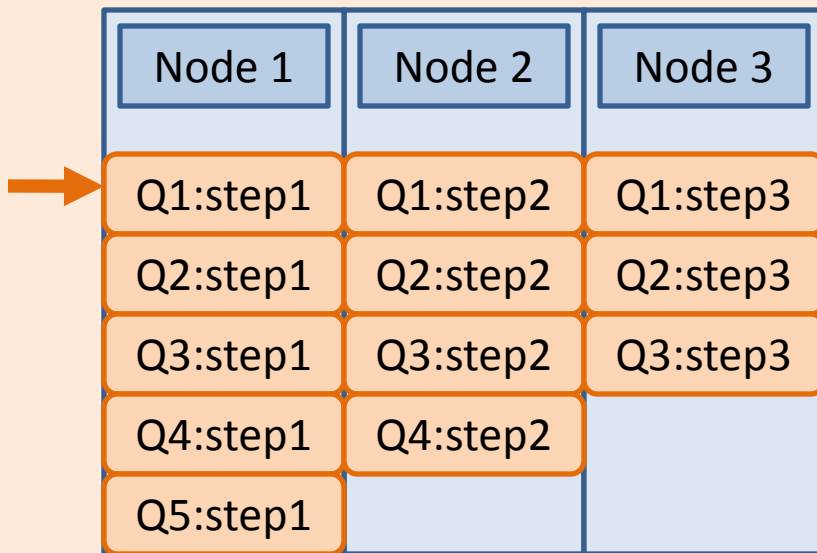 Node 1 Node 2 Node 3
Q1:step1 Q1:step2 Q1:step3
Q2:step1 Q2:step2 Q2:step3
Q3:step1 Q3:step2 Q3:step3
Q4:step1 Q4:step2
Q5:step1